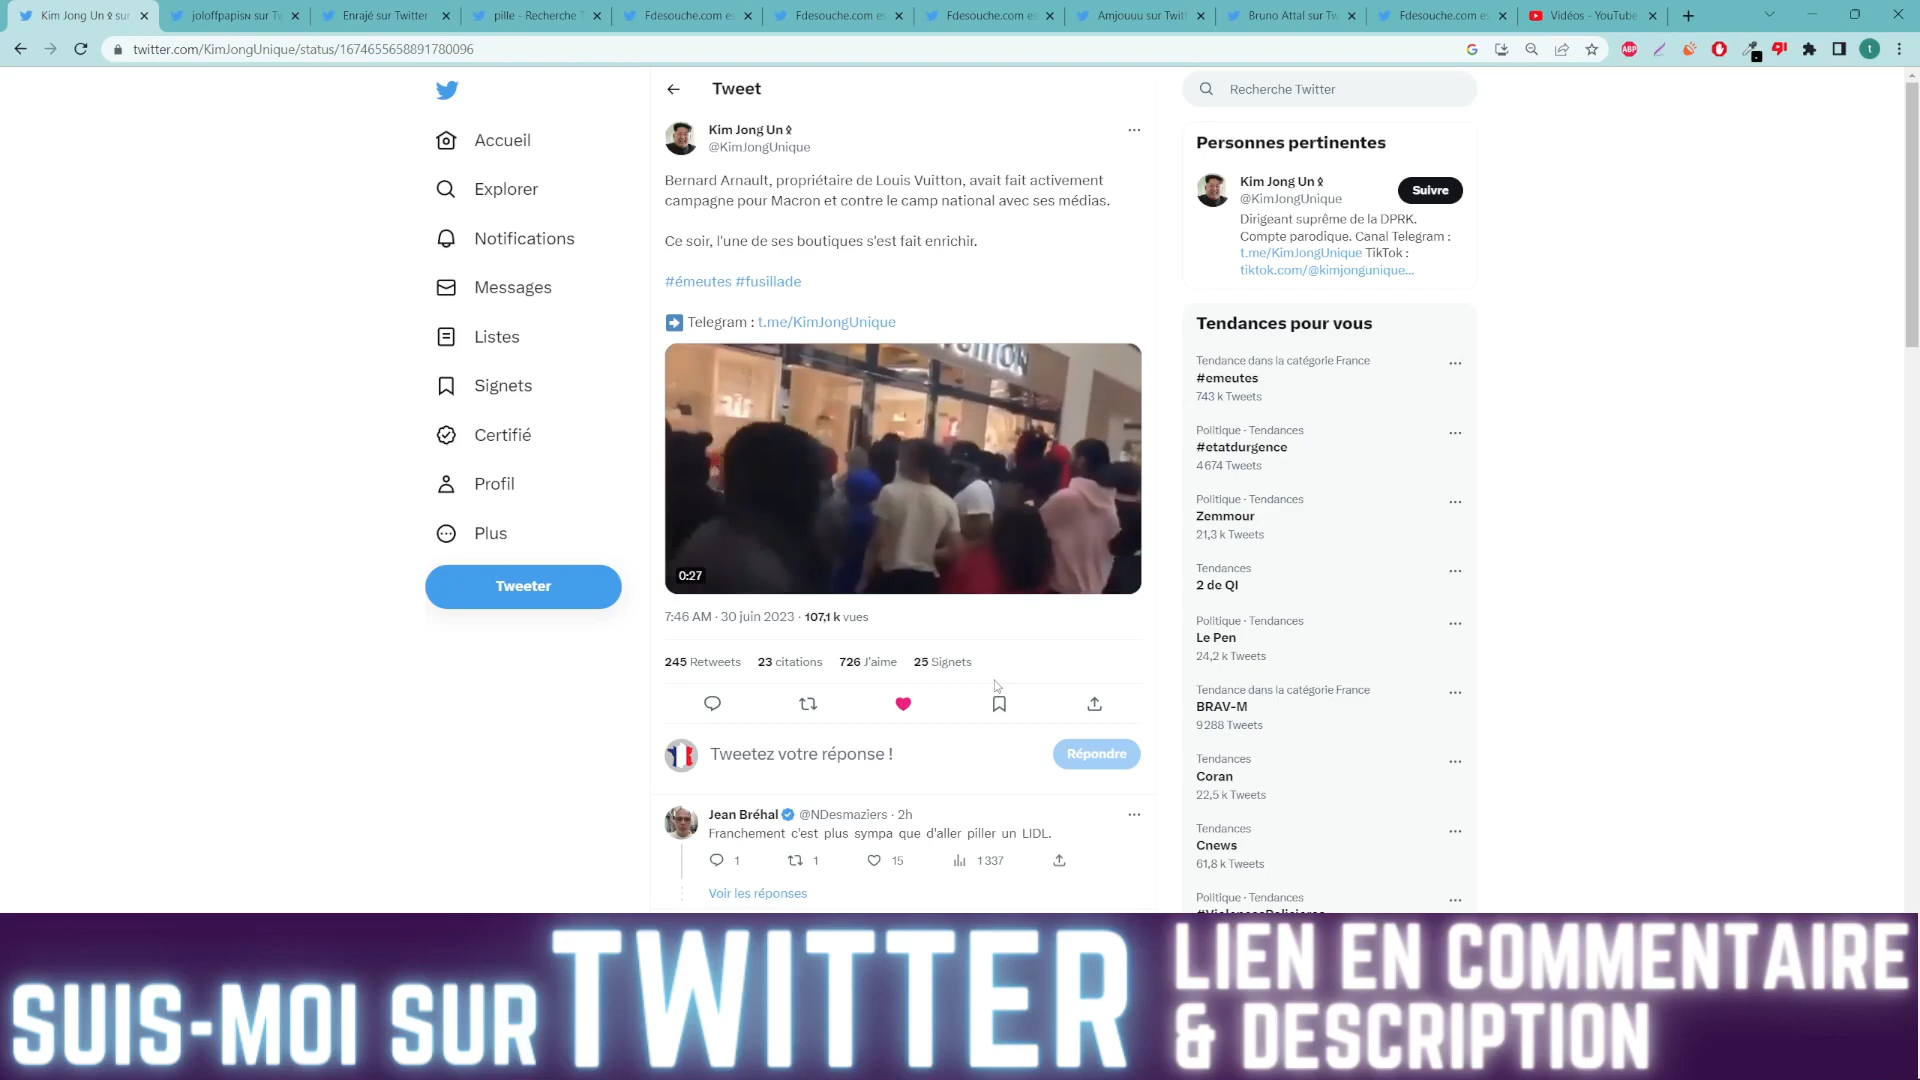 Kim Jong Un sur
joloffpapisɴ sur Tw
Enrajé sur Twitter
pille - Recherche T
Fdesouche.com es
Fdesouche.com es
Fdesouche.com es
Amjouuu sur Twitt
Bruno Attal sur Tw
Fdesouche.com es
Vidéos - YouTube
twitter.com/KimJongUnique/status/1674655658891780096
ABP
t
Accueil
Explorer
Notifications
Messages
Listes
Signets
Certifié
Profil
Plus
Tweeter
Tweet
Kim Jong Un
@KimJongUnique
Bernard Arnault, propriétaire de Louis Vuitton, avait fait activement
campagne pour Macron et contre le camp national avec ses médias.
Ce soir, l'une de ses boutiques s'est fait enrichir.
#émeutes #fusillade
Telegram : t.me/KimJongUnique
0:27
7:46 AM · 30 juin 2023 · 107,1 k vues
245 Retweets 23 citations 726 J'aime 25 Signets
Tweetez votre réponse !
Répondre
Jean Bréhal @NDesmaziers · 2h
Franchement c'est plus sympa que d'aller piller un LIDL.
1 1 15 1 337
Voir les réponses
Recherche Twitter
Personnes pertinentes
Kim Jong Un
@KimJongUnique
Suivre
Dirigeant suprême de la DPRK.
Compte parodique. Canal Telegram :
t.me/KimJongUnique TikTok :
tiktok.com/@kimjongunique...
Tendances pour vous
Tendance dans la catégorie France
#emeutes
743 k Tweets
Politique · Tendances
#etatdurgence
4 674 Tweets
Politique · Tendances
Zemmour
21,3 k Tweets
Tendances
2 de QI
Politique · Tendances
Le Pen
24,2 k Tweets
Tendance dans la catégorie France
BRAV-M
9 288 Tweets
Tendances
Coran
22,5 k Tweets
Tendances
Cnews
61,8 k Tweets
Politique · Tendances
#ViolencesPolicieres
SUIS-MOI SUR TWITTER
LIEN EN COMMENTAIRE
& DESCRIPTION